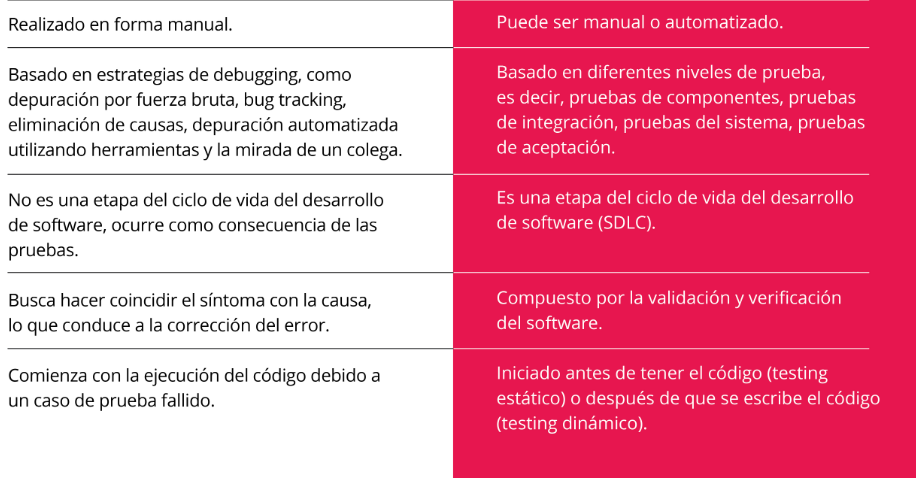 Realizado en forma manual.
Puede ser manual o automatizado.
Basado en estrategias de debugging, como
depuración por fuerza bruta, bug tracking,
eliminación de causas, depuración automatizada
utilizando herramientas y la mirada de un colega.
Basado en diferentes niveles de prueba,
es decir, pruebas de componentes, pruebas
de integración, pruebas del sistema, pruebas
de aceptación.
No es una etapa del ciclo de vida del desarrollo
de software, ocurre como consecuencia de las
pruebas.
Es una etapa del ciclo de vida del desarrollo
de software (SDLC).
Busca hacer coincidir el síntoma con la causa,
lo que conduce a la corrección del error.
Compuesto por la validación y verificación
del software.
Comienza con la ejecución del código debido a
un caso de prueba fallido.
Iniciado antes de tener el código (testing
estático) o después de que se escribe el código
(testing dinámico).